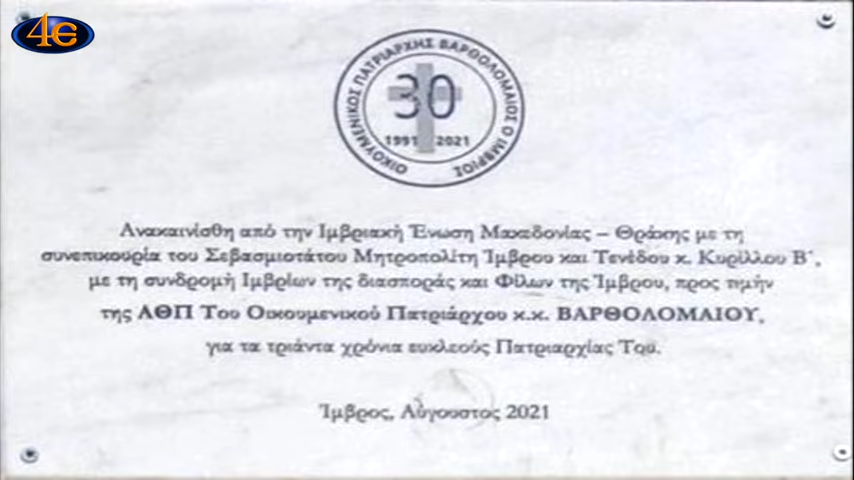 4ε
ΟΙΚΟΥΜΕΝΙΚΟΣ ΠΑΤΡΙΑΡΧΗΣ ΒΑΡΘΟΛΟΜΑΙΟΣ Ο ΙΜΒΡΙΟΣ
30
1991 2021
Ανακαινίσθη από την Ιμβριακή Ένωση Μακεδονίας – Θράκης με τη
συνεπικουρία του Σεβασμιοτάτου Μητροπολίτη Ίμβρου και Τενέδου κ. Κυρίλλου Β΄,
με τη συνδρομή Ιμβρίων της διασποράς και Φίλων της Ίμβρου, προς τιμήν
της ΑΘΠ Του Οικουμενικού Πατριάρχου κ.κ. ΒΑΡΘΟΛΟΜΑΙΟΥ,
για τα τριάντα χρόνια ευκλεούς Πατριαρχίας Του.
Ίμβρος, Αύγουστος 2021